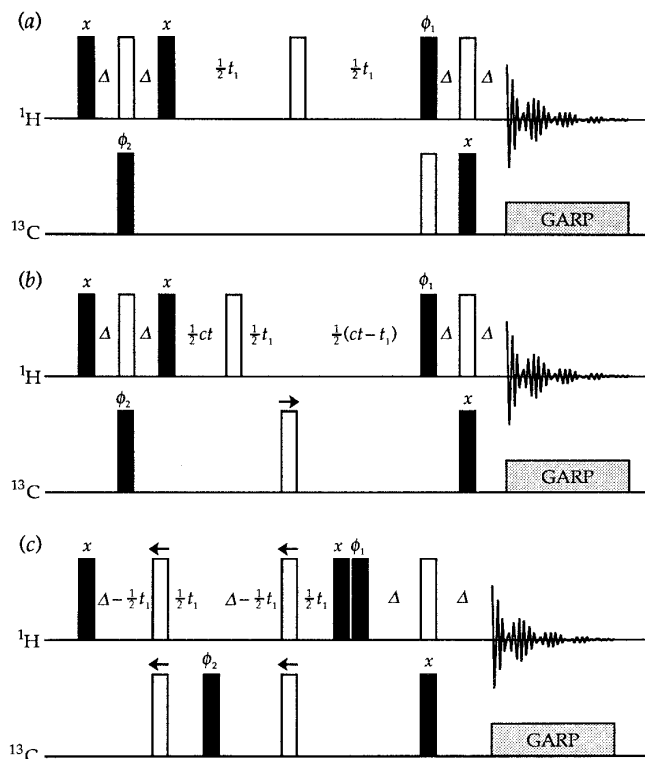 (a)
x x ϕ₁
Δ Δ ½t₁ ½t₁ Δ Δ
¹H
ϕ₂ x
¹³C GARP
(b)
x x ϕ₁
Δ Δ ½ct ½t₁ ½(ct−t₁) Δ Δ
¹H
ϕ₂ x
¹³C GARP
(c)
x x ϕ₁
Δ−½t₁ ½t₁ Δ−½t₁ ½t₁ Δ Δ
¹H
ϕ₂ x
¹³C GARP